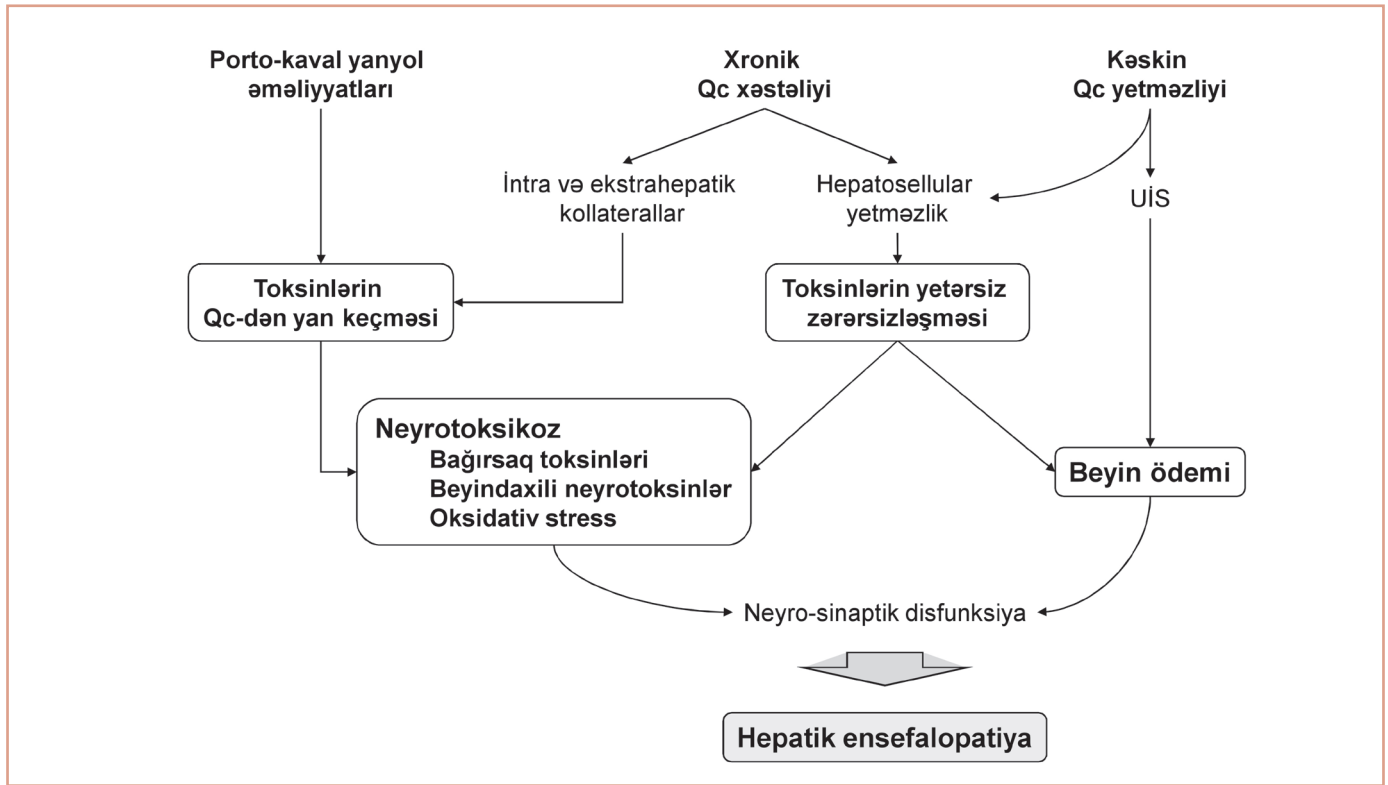 Porto-kaval yanyol
əməliyyatları
Xronik
Qc xəstəliyi
Kəskin
Qc yetməzliyi
İntra və ekstrahepatik
kollaterallar
Hepatosellular
yetməzlik
UİS
Toksinlərin
Qc-dən yan keçməsi
Toksinlərin yetərsiz
zərərsizləşməsi
Neyrotoksikoz
Bağırsaq toksinləri
Beyindaxili neyrotoksinlər
Oksidativ stress
Beyin ödemi
Neyro-sinaptik disfunksiya
Hepatik ensefalopatiya